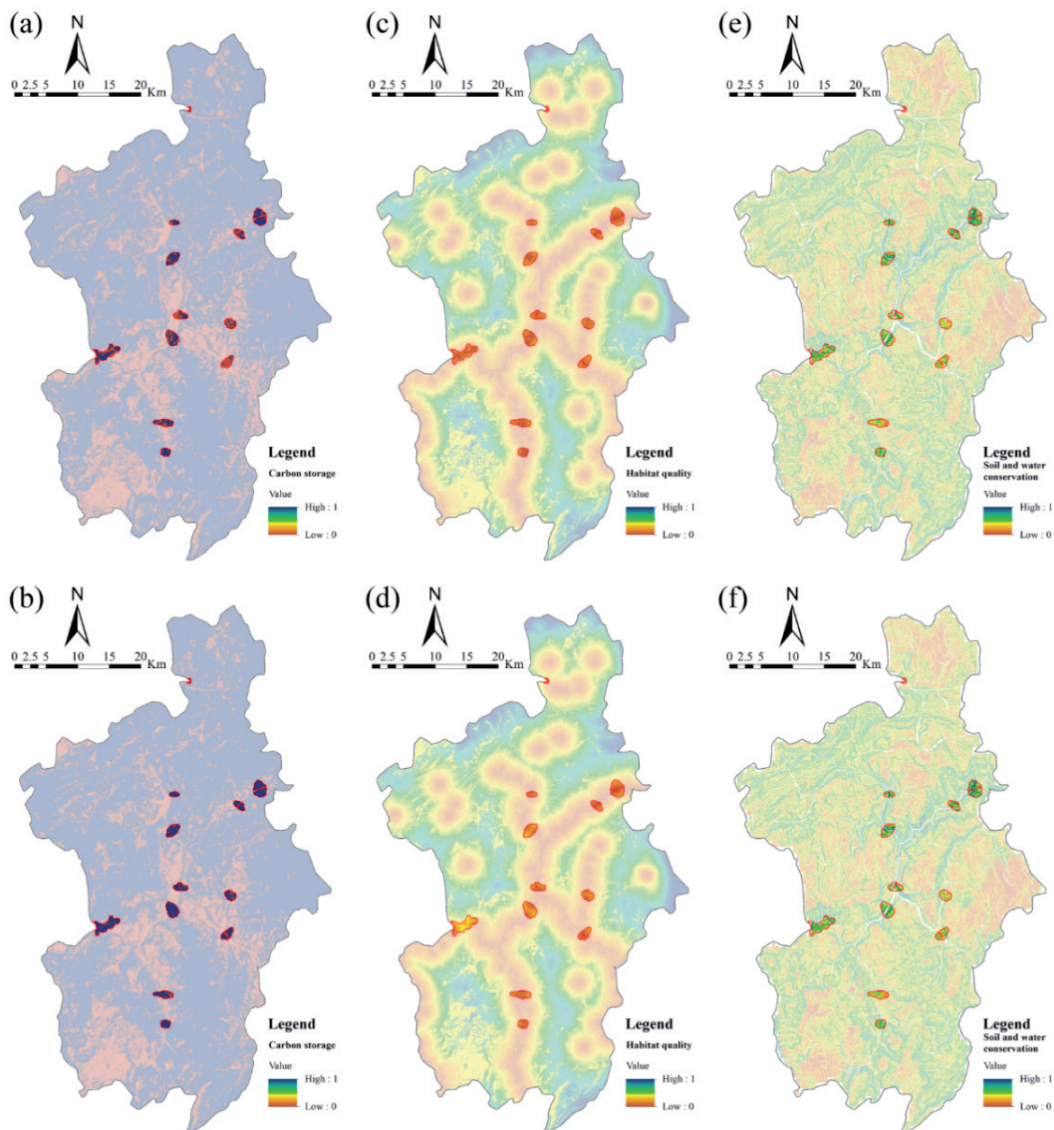 (a)
N
0 2.5 5 10 15 20
Km
Legend
Carbon storage
Value
High : 1
Low : 0
(c)
N
0 2.5 5 10 15 20
Km
Legend
Habitat quality
Value
High : 1
Low : 0
(e)
N
0 2.5 5 10 15 20
Km
Legend
Soil and water
conservation
Value
High : 1
Low : 0
(b)
N
0 2.5 5 10 15 20
Km
Legend
Carbon storage
Value
High : 1
Low : 0
(d)
N
0 2.5 5 10 15 20
Km
Legend
Habitat quality
Value
High : 1
Low : 0
(f)
N
0 2.5 5 10 15 20
Km
Legend
Soil and water
conservation
Value
High : 1
Low : 0